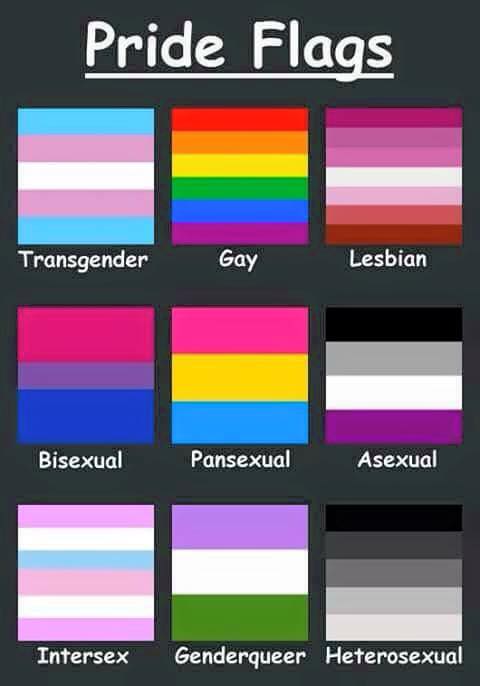 Pride Flags
Transgender Gay Lesbian
Bisexual Pansexual Asexual
Intersex Genderqueer Heterosexual